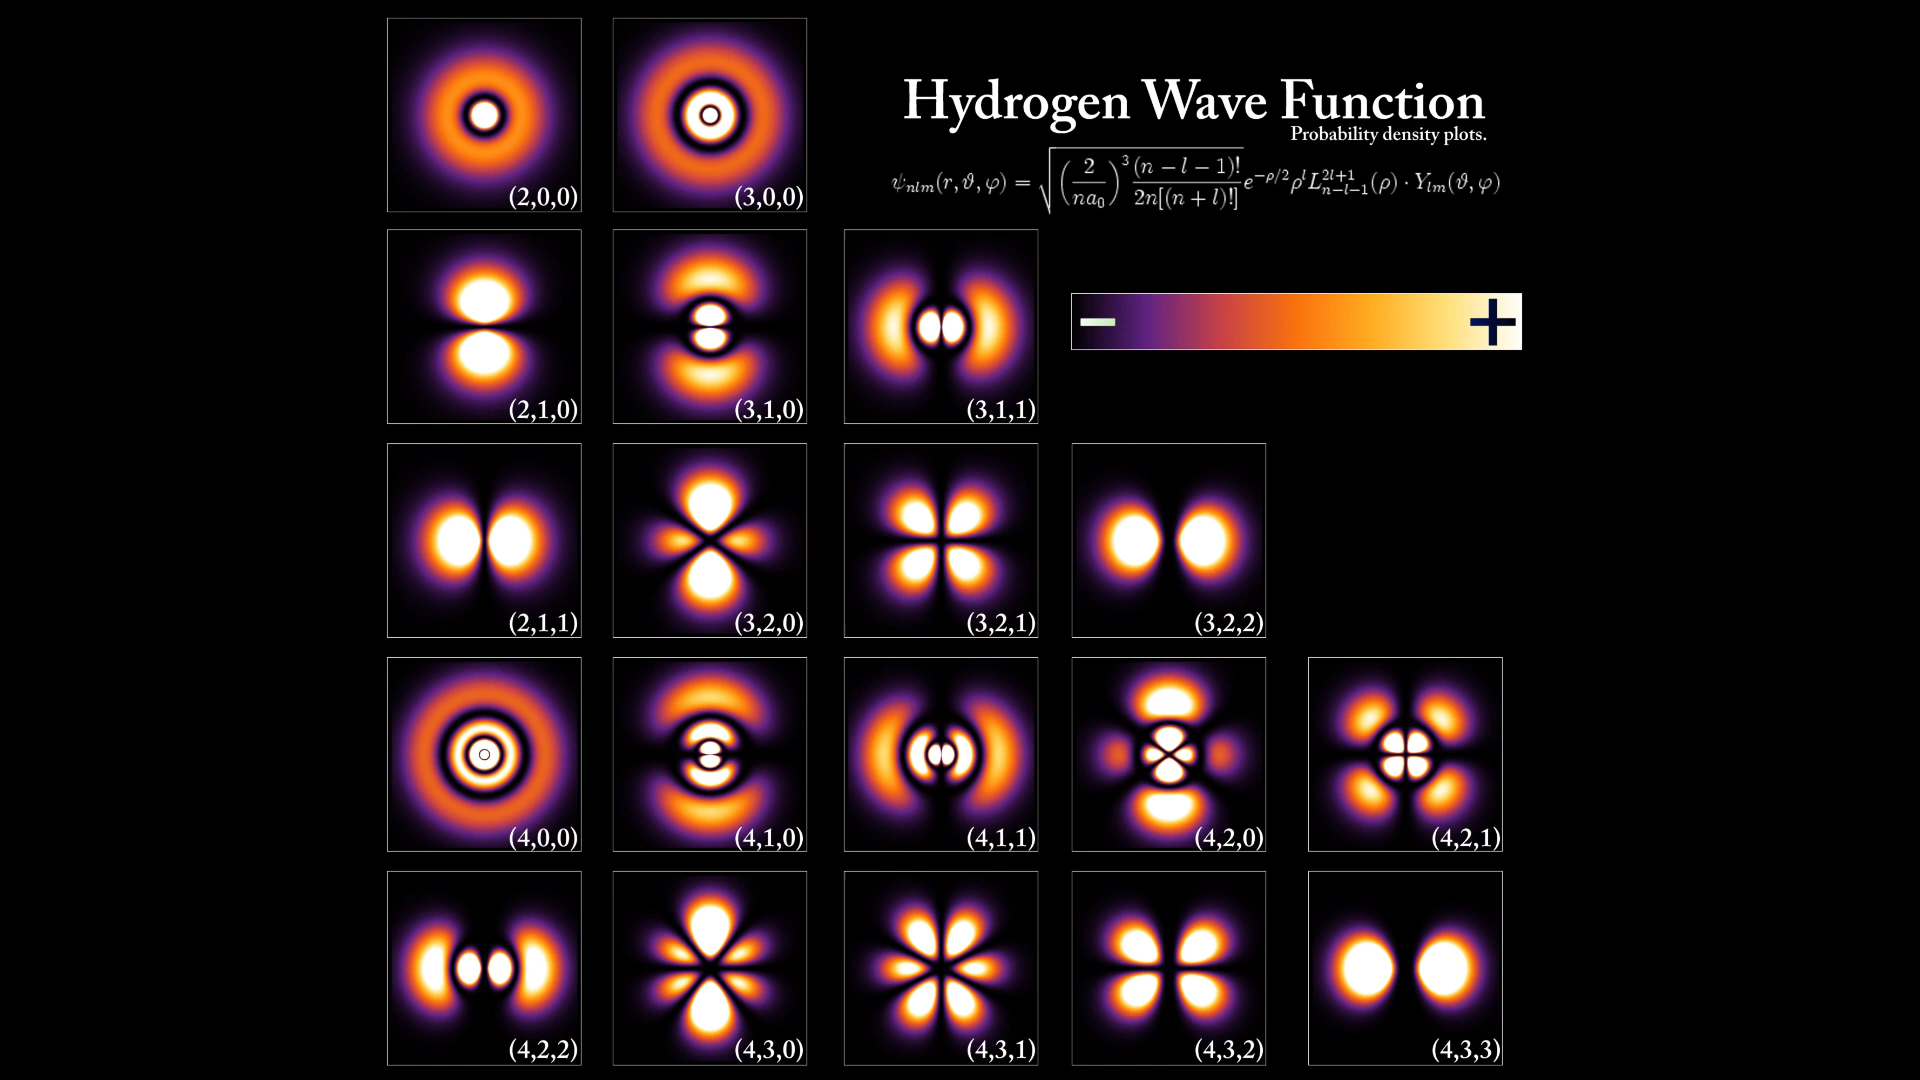 Hydrogen Wave Function
Probability density plots.
ψnlm(r,ϑ,φ) = √((2/na₀)³ (n − l − 1)!/2n[(n + l)!]) e^{−ρ/2}ρ^l L^{2l+1}_{n−l−1}(ρ) · Ylm(ϑ,φ)
(2,0,0) (3,0,0)
− +
(2,1,0) (3,1,0) (3,1,1)
(2,1,1) (3,2,0) (3,2,1) (3,2,2)
(4,0,0) (4,1,0) (4,1,1) (4,2,0) (4,2,1)
(4,2,2) (4,3,0) (4,3,1) (4,3,2) (4,3,3)